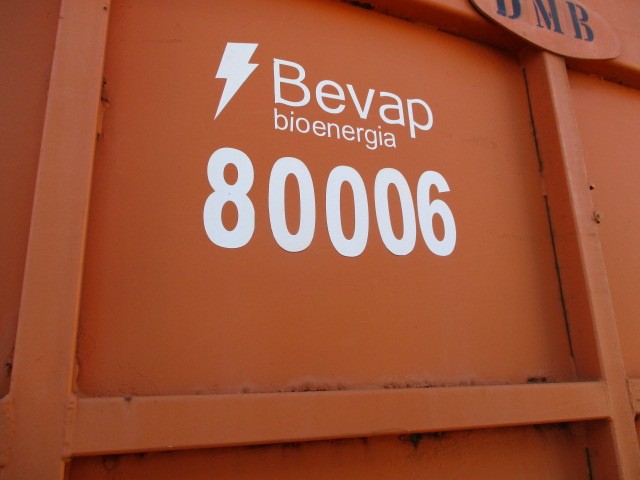 DMB
Bevap
bioenergia
80006